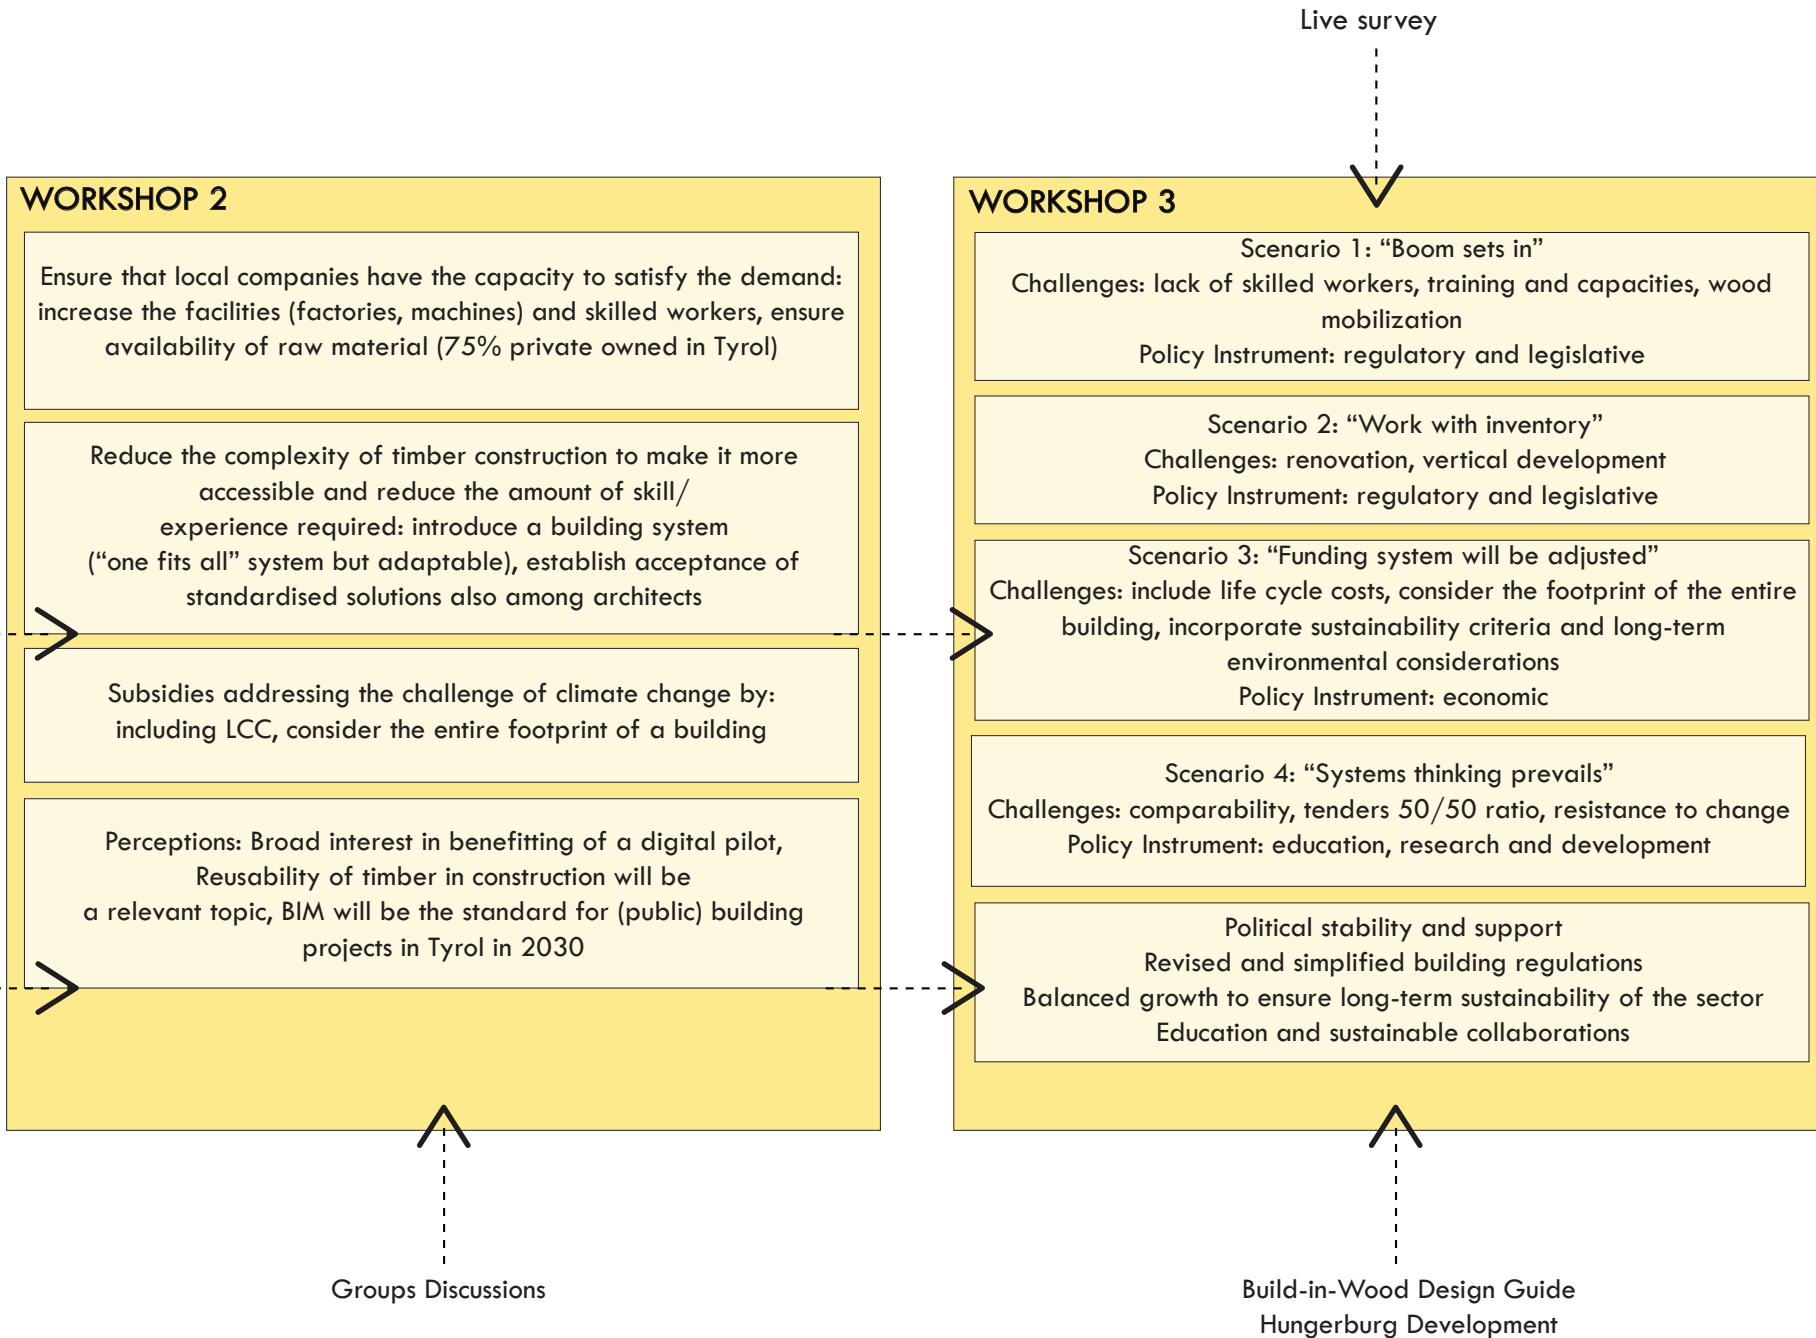 Live survey
WORKSHOP 2
Ensure that local companies have the capacity to satisfy the demand:
increase the facilities (factories, machines) and skilled workers, ensure
availability of raw material (75% private owned in Tyrol)
Reduce the complexity of timber construction to make it more
accessible and reduce the amount of skill/
experience required: introduce a building system
(“one fits all” system but adaptable), establish acceptance of
standardised solutions also among architects
Subsidies addressing the challenge of climate change by:
including LCC, consider the entire footprint of a building
Perceptions: Broad interest in benefitting of a digital pilot,
Reusability of timber in construction will be
a relevant topic, BIM will be the standard for (public) building
projects in Tyrol in 2030
Groups Discussions
WORKSHOP 3
Scenario 1: “Boom sets in”
Challenges: lack of skilled workers, training and capacities, wood
mobilization
Policy Instrument: regulatory and legislative
Scenario 2: “Work with inventory”
Challenges: renovation, vertical development
Policy Instrument: regulatory and legislative
Scenario 3: “Funding system will be adjusted”
Challenges: include life cycle costs, consider the footprint of the entire
building, incorporate sustainability criteria and long-term
environmental considerations
Policy Instrument: economic
Scenario 4: “Systems thinking prevails”
Challenges: comparability, tenders 50/50 ratio, resistance to change
Policy Instrument: education, research and development
Political stability and support
Revised and simplified building regulations
Balanced growth to ensure long-term sustainability of the sector
Education and sustainable collaborations
Build-in-Wood Design Guide
Hungerburg Development